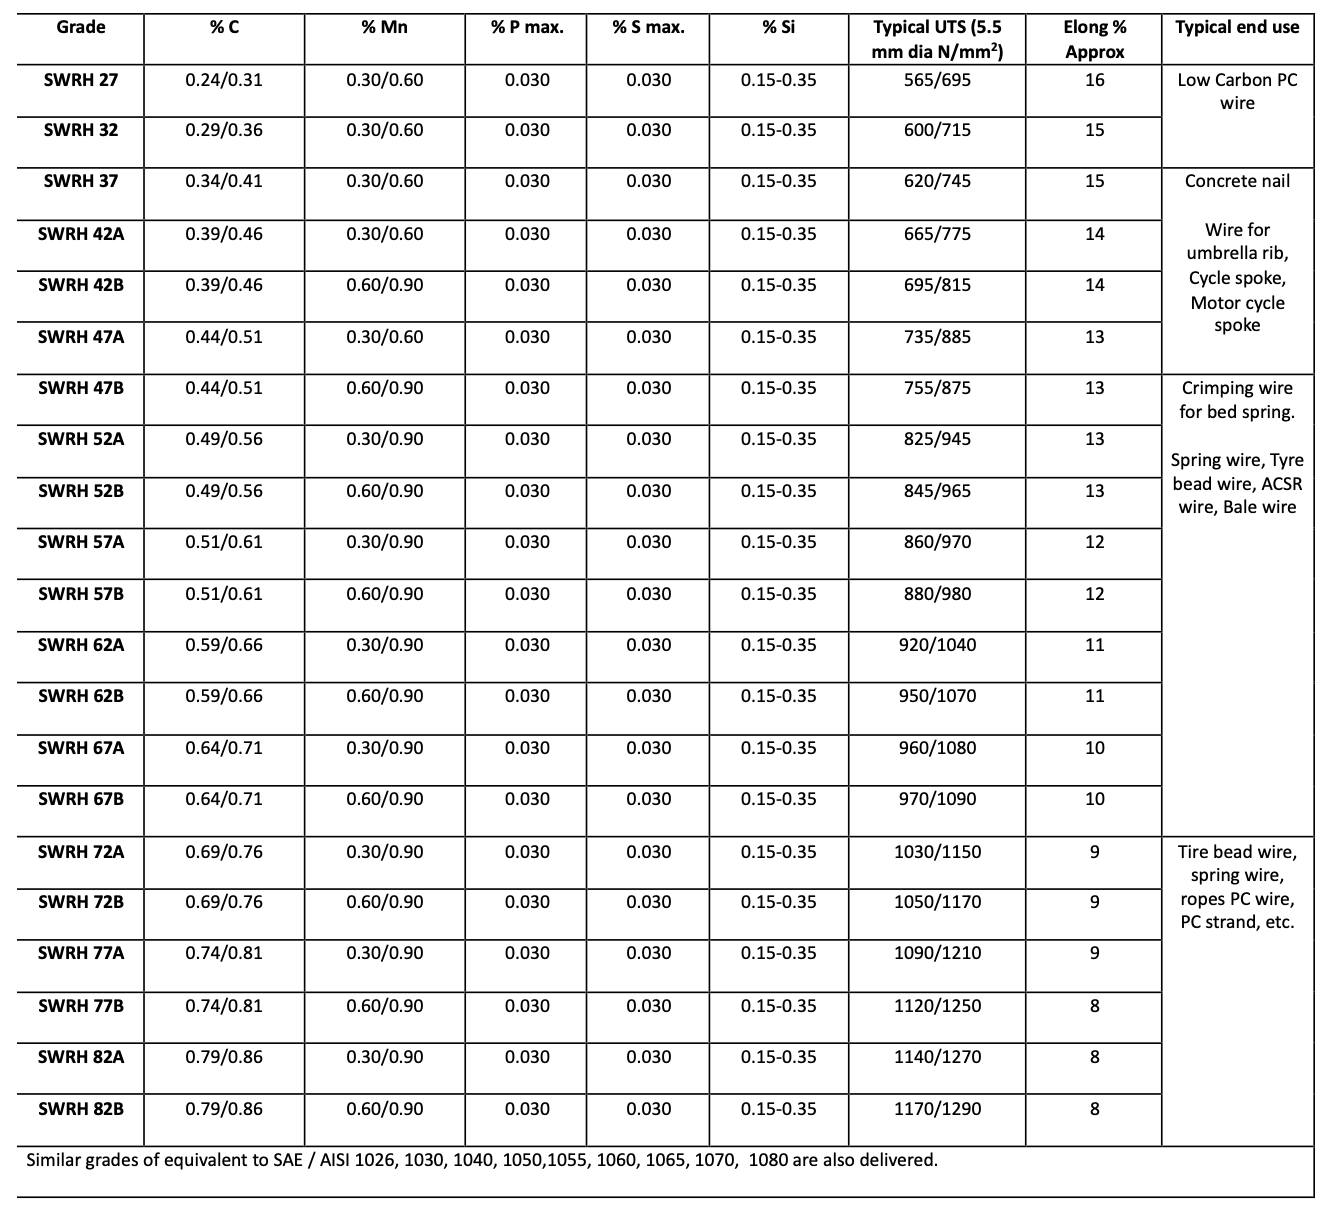 Grade % C % Mn % P max. % S max. % Si Typical UTS (5.5 mm dia N/mm²) Elong % Approx Typical end use
SWRH 27 0.24/0.31 0.30/0.60 0.030 0.030 0.15-0.35 565/695 16 Low Carbon PC wire
SWRH 32 0.29/0.36 0.30/0.60 0.030 0.030 0.15-0.35 600/715 15
SWRH 37 0.34/0.41 0.30/0.60 0.030 0.030 0.15-0.35 620/745 15 Concrete nail
SWRH 42A 0.39/0.46 0.30/0.60 0.030 0.030 0.15-0.35 665/775 14 Wire for umbrella rib,
SWRH 42B 0.39/0.46 0.60/0.90 0.030 0.030 0.15-0.35 695/815 14 Cycle spoke, Motor cycle spoke
SWRH 47A 0.44/0.51 0.30/0.60 0.030 0.030 0.15-0.35 735/885 13
SWRH 47B 0.44/0.51 0.60/0.90 0.030 0.030 0.15-0.35 755/875 13 Crimping wire for bed spring.
SWRH 52A 0.49/0.56 0.30/0.90 0.030 0.030 0.15-0.35 825/945 13 Spring wire, Tyre
SWRH 52B 0.49/0.56 0.60/0.90 0.030 0.030 0.15-0.35 845/965 13 bead wire, ACSR wire, Bale wire
SWRH 57A 0.51/0.61 0.30/0.90 0.030 0.030 0.15-0.35 860/970 12
SWRH 57B 0.51/0.61 0.60/0.90 0.030 0.030 0.15-0.35 880/980 12
SWRH 62A 0.59/0.66 0.30/0.90 0.030 0.030 0.15-0.35 920/1040 11
SWRH 62B 0.59/0.66 0.60/0.90 0.030 0.030 0.15-0.35 950/1070 11
SWRH 67A 0.64/0.71 0.30/0.90 0.030 0.030 0.15-0.35 960/1080 10
SWRH 67B 0.64/0.71 0.60/0.90 0.030 0.030 0.15-0.35 970/1090 10
SWRH 72A 0.69/0.76 0.30/0.90 0.030 0.030 0.15-0.35 1030/1150 9 Tire bead wire, spring wire,
SWRH 72B 0.69/0.76 0.60/0.90 0.030 0.030 0.15-0.35 1050/1170 9 ropes PC wire, PC strand, etc.
SWRH 77A 0.74/0.81 0.30/0.90 0.030 0.030 0.15-0.35 1090/1210 9
SWRH 77B 0.74/0.81 0.60/0.90 0.030 0.030 0.15-0.35 1120/1250 8
SWRH 82A 0.79/0.86 0.30/0.90 0.030 0.030 0.15-0.35 1140/1270 8
SWRH 82B 0.79/0.86 0.60/0.90 0.030 0.030 0.15-0.35 1170/1290 8
Similar grades of equivalent to SAE / AISI 1026, 1030, 1040, 1050,1055, 1060, 1065, 1070, 1080 are also delivered.